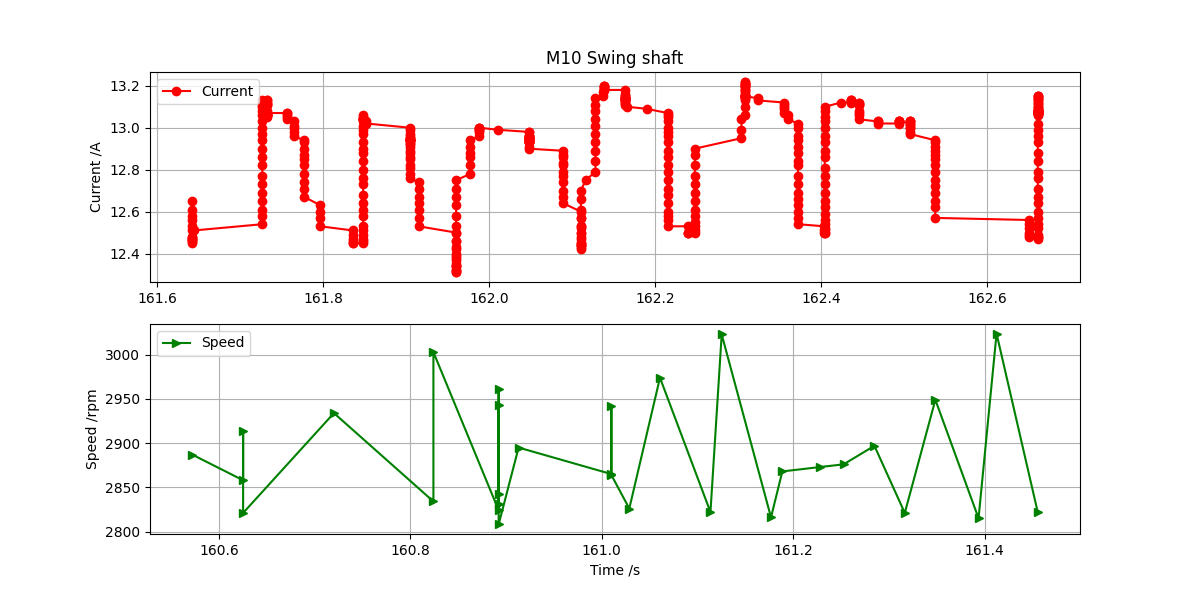 M10 Swing shaft
Current /A
13.2
13.0
12.8
12.6
12.4
Current
161.6 161.8 162.0 162.2 162.4 162.6
Speed /rpm
3000
2950
2900
2850
2800
Speed
160.6 160.8 161.0 161.2 161.4
Time /s